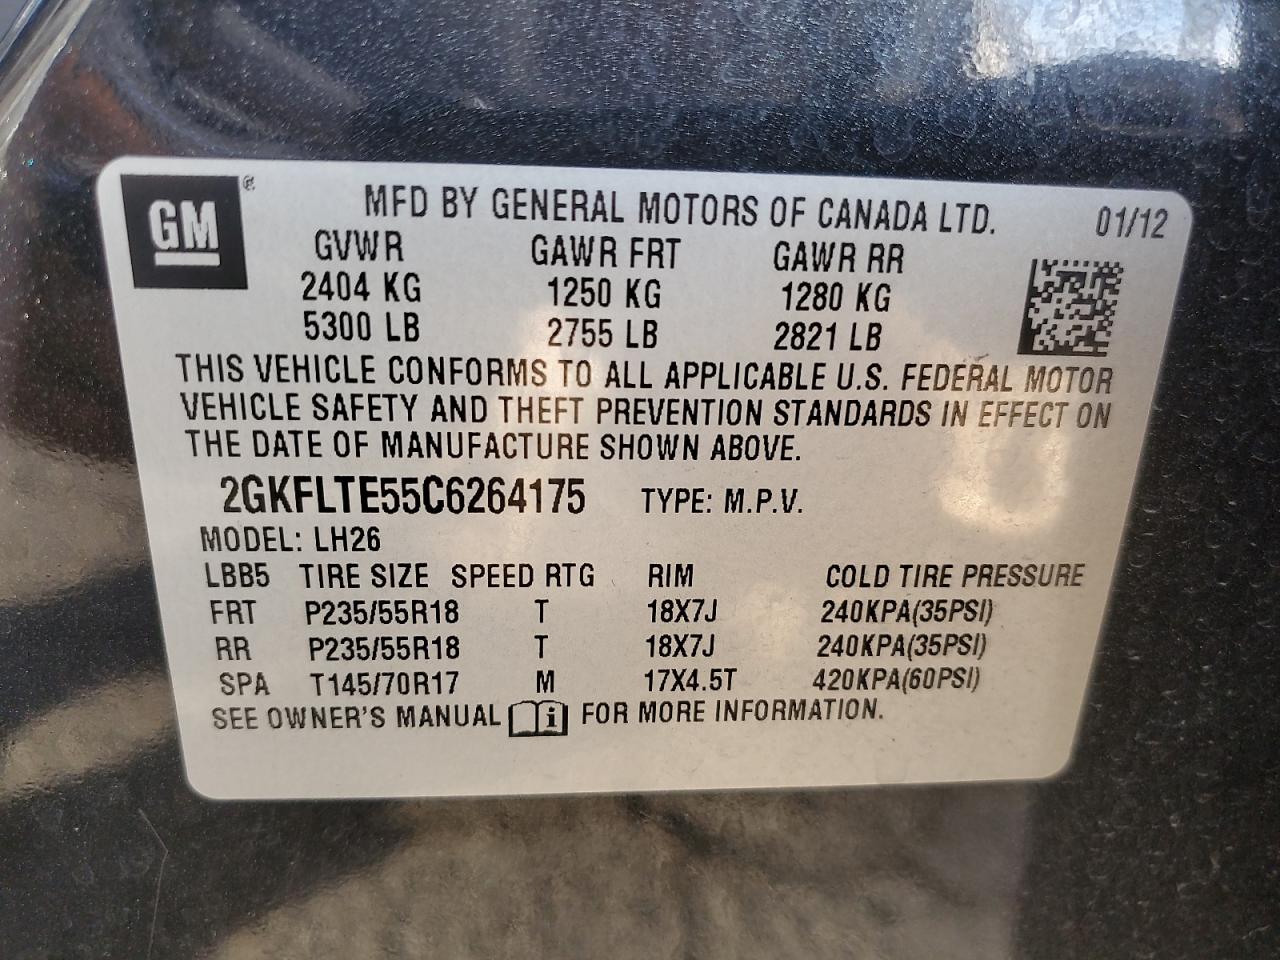 GM®
MFD BY GENERAL MOTORS OF CANADA LTD. 01/12
GVWR GAWR FRT GAWR RR
2404 KG 1250 KG 1280 KG
5300 LB 2755 LB 2821 LB
THIS VEHICLE CONFORMS TO ALL APPLICABLE U.S. FEDERAL MOTOR
VEHICLE SAFETY AND THEFT PREVENTION STANDARDS IN EFFECT ON
THE DATE OF MANUFACTURE SHOWN ABOVE.
2GKFLTE55C6264175 TYPE: M.P.V.
MODEL: LH26
LBB5 TIRE SIZE SPEED RTG RIM COLD TIRE PRESSURE
FRT P235/55R18 T 18X7J 240KPA(35PSI)
RR P235/55R18 T 18X7J 240KPA(35PSI)
SPA T145/70R17 M 17X4.5T 420KPA(60PSI)
SEE OWNER'S MANUAL i FOR MORE INFORMATION.